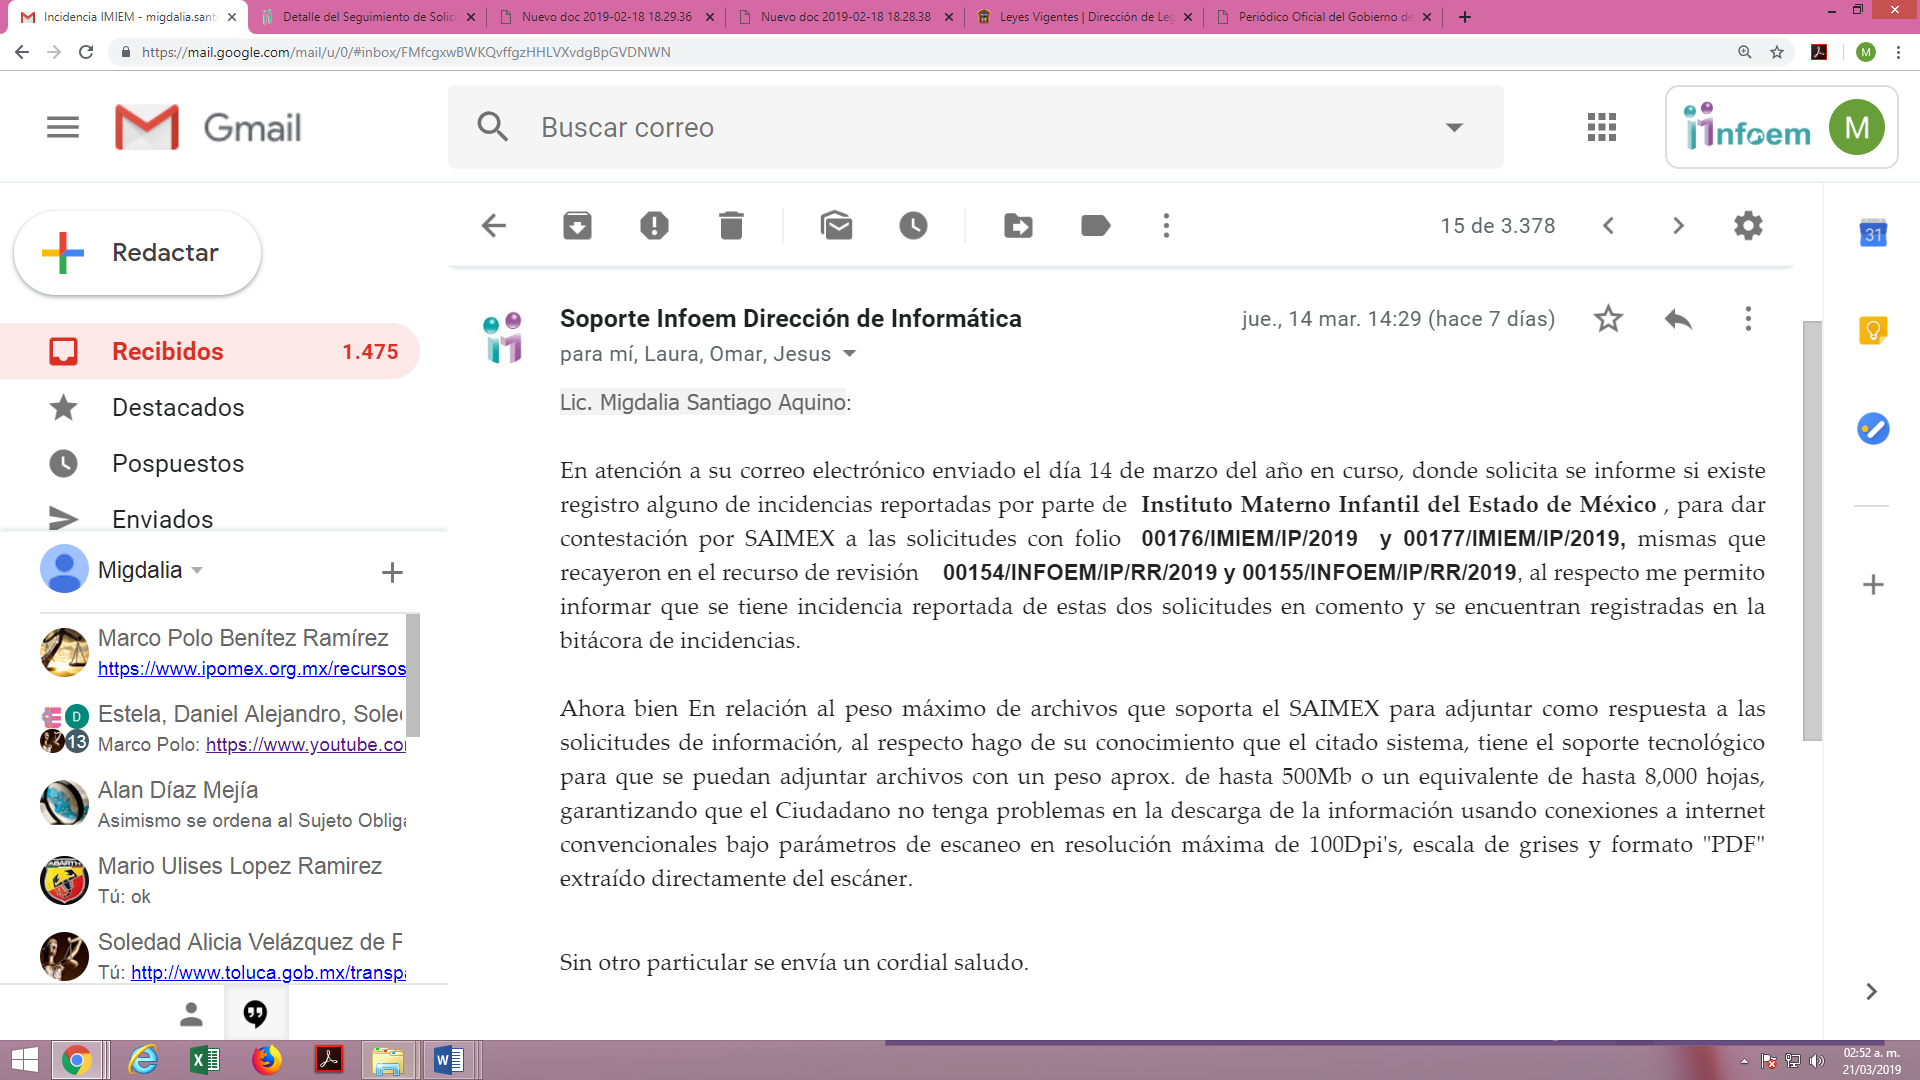 Incidencia IMIEM - migdalia.sant
Detalle del Seguimiento de Solic
Nuevo doc 2019-02-18 18.29.36
Nuevo doc 2019-02-18 18.28.38
Leyes Vigentes | Dirección de Leg
Periódico Oficial del Gobierno de
https://mail.google.com/mail/u/0/#inbox/FMfcgxwBWKQvffgzHHLVXvdgBpGVDNWN
M
Gmail
Buscar correo
infoem
M
Redactar
15 de 3.378
31
Recibidos 1.475
Destacados
Pospuestos
Enviados
Migdalia
Marco Polo Benítez Ramírez
https://www.ipomex.org.mx/recursos
Estela, Daniel Alejandro, Sole
D
13
Marco Polo: https://www.youtube.co
Alan Díaz Mejía
Asimismo se ordena al Sujeto Obliga
ABARTH
Mario Ulises Lopez Ramirez
Tú: ok
Soledad Alicia Velázquez de F
Tú: http://www.toluca.gob.mx/transpa
Soporte Infoem Dirección de Informática
jue., 14 mar. 14:29 (hace 7 días)
para mí, Laura, Omar, Jesus
Lic. Migdalia Santiago Aquino:
En atención a su correo electrónico enviado el día 14 de marzo del año en curso, donde solicita se informe si existe
registro alguno de incidencias reportadas por parte de Instituto Materno Infantil del Estado de México , para dar
contestación por SAIMEX a las solicitudes con folio 00176/IMIEM/IP/2019 y 00177/IMIEM/IP/2019, mismas que
recayeron en el recurso de revisión 00154/INFOEM/IP/RR/2019 y 00155/INFOEM/IP/RR/2019, al respecto me permito
informar que se tiene incidencia reportada de estas dos solicitudes en comento y se encuentran registradas en la
bitácora de incidencias.
Ahora bien En relación al peso máximo de archivos que soporta el SAIMEX para adjuntar como respuesta a las
solicitudes de información, al respecto hago de su conocimiento que el citado sistema, tiene el soporte tecnológico
para que se puedan adjuntar archivos con un peso aprox. de hasta 500Mb o un equivalente de hasta 8,000 hojas,
garantizando que el Ciudadano no tenga problemas en la descarga de la información usando conexiones a internet
convencionales bajo parámetros de escaneo en resolución máxima de 100Dpi's, escala de grises y formato "PDF"
extraído directamente del escáner.
Sin otro particular se envía un cordial saludo.
02:52 a. m.
21/03/2019